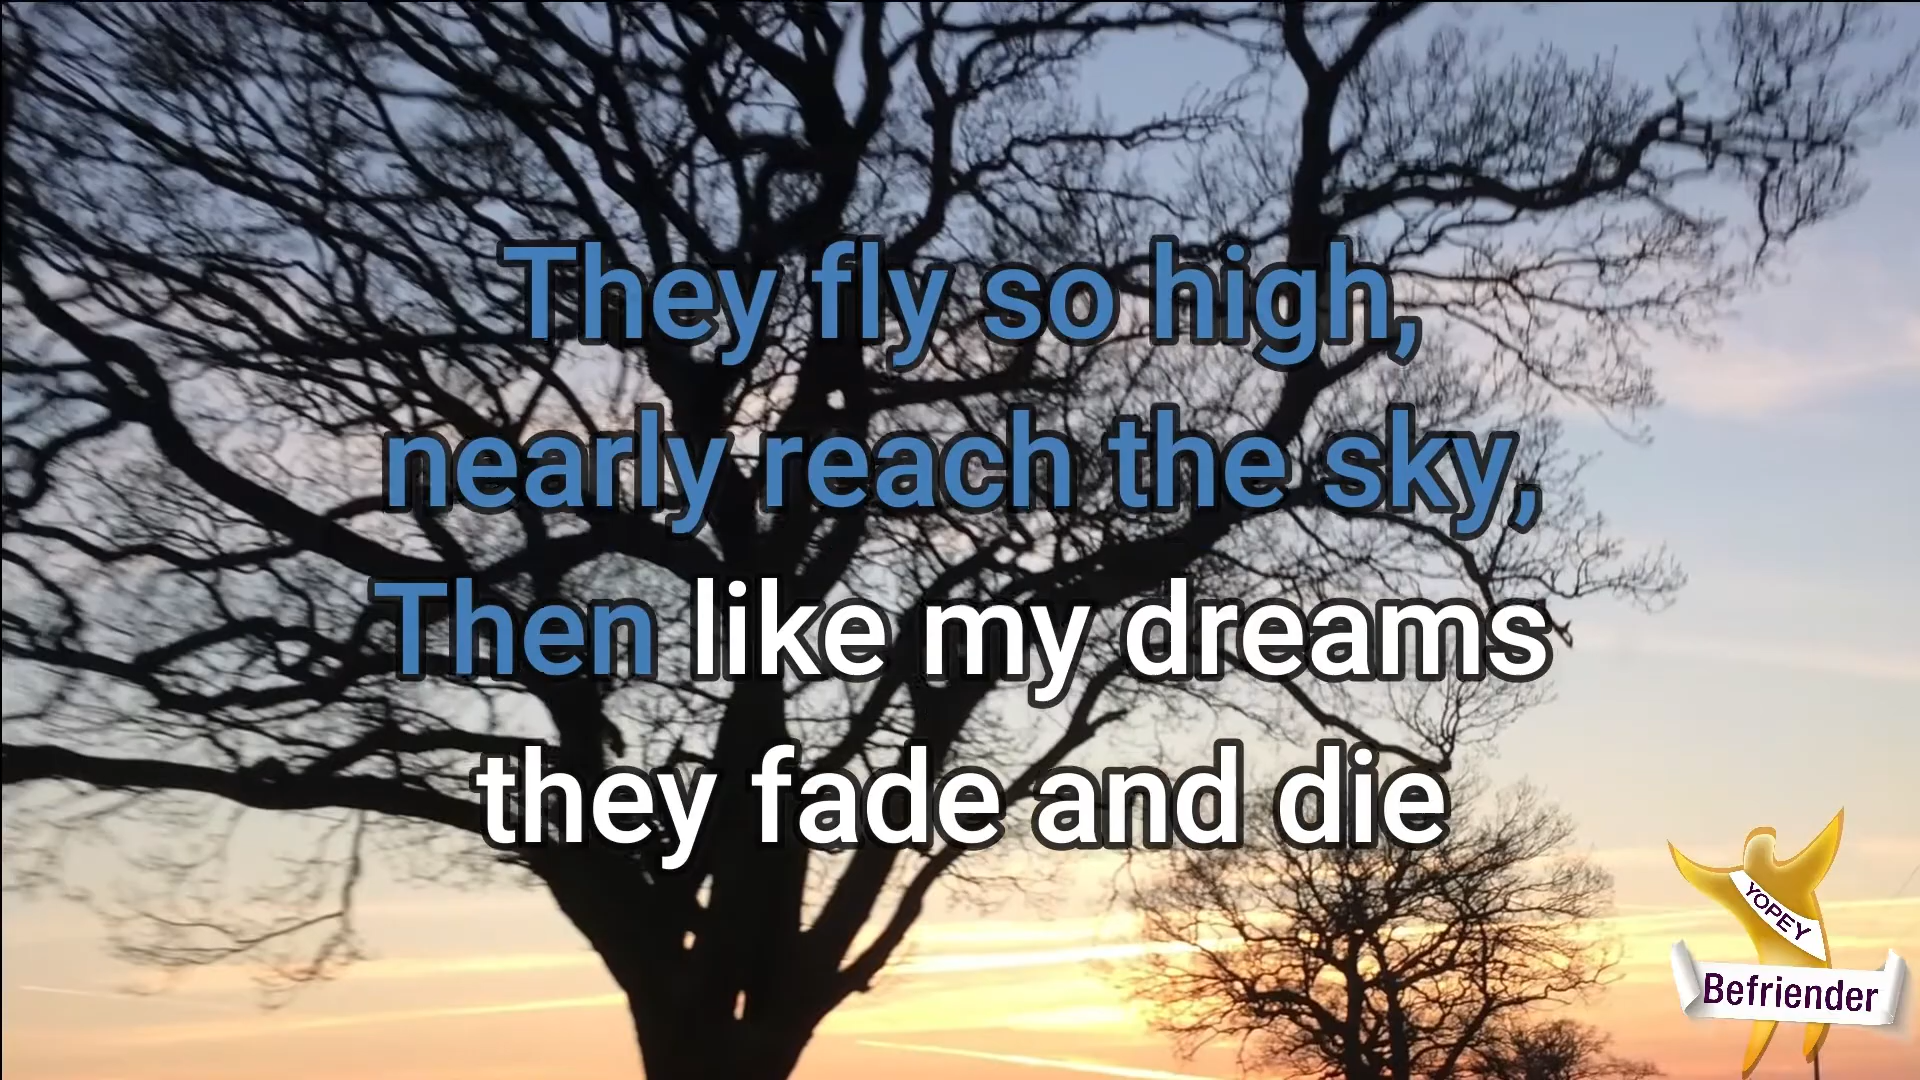 They fly so high,
nearly reach the sky,
Then like my dreams
they fade and die
YOPEY
Befriender